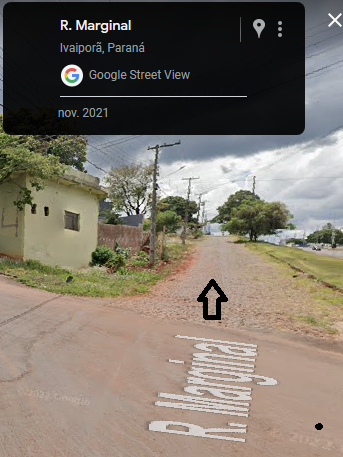 R. Marginal
Ivaiporã, Paraná
Google Street View
nov. 2021
R. Marginal